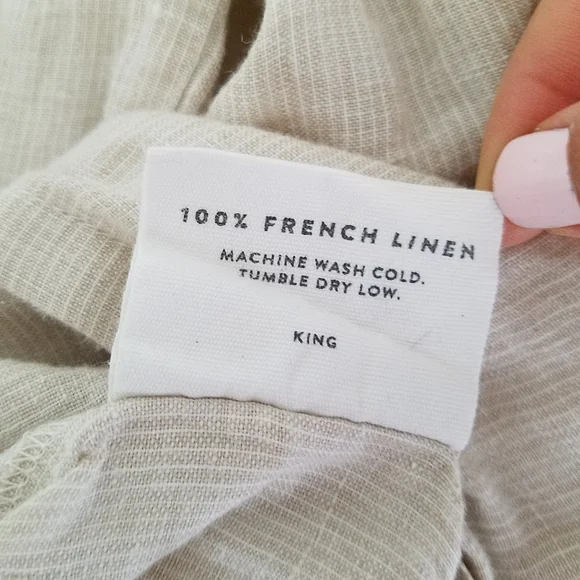 100% FRENCH LINEN
MACHINE WASH COLD.
TUMBLE DRY LOW.
KING